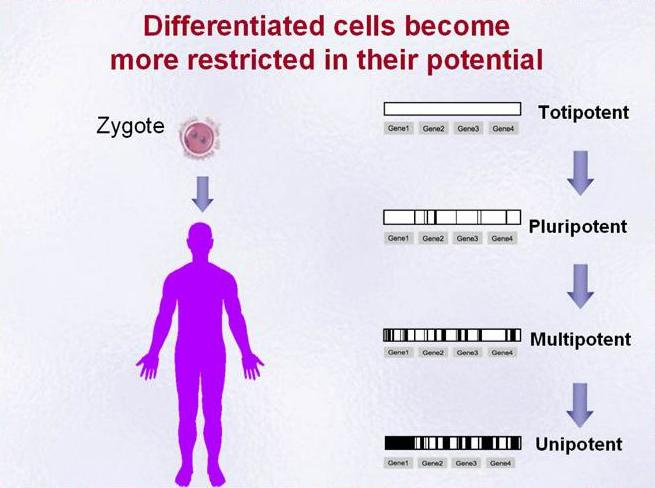 Differentiated cells become
more restricted in their potential
Zygote
Totipotent
Gene1 Gene2 Gene3 Gene4
Pluripotent
Gene1 Gene2 Gene3 Gene4
Multipotent
Gene1 Gene2 Gene3 Gene4
Unipotent
Gene1 Gene2 Gene3 Gene4